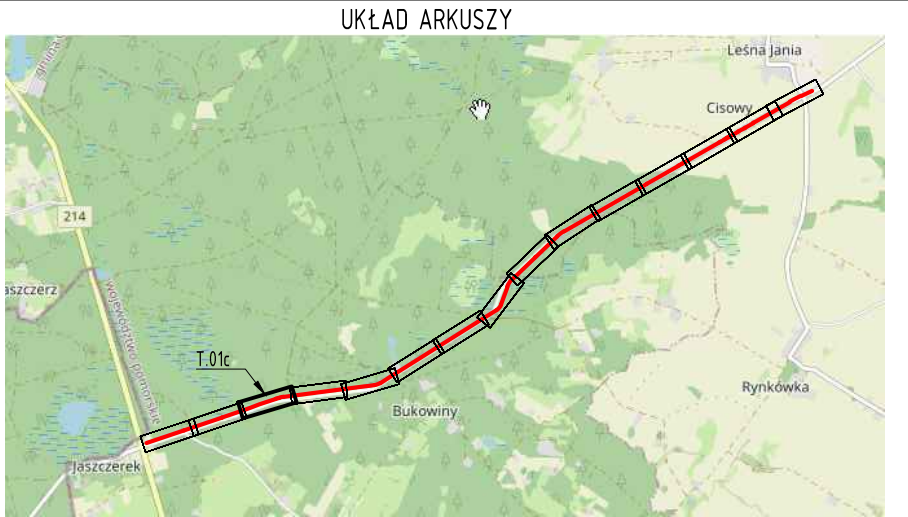 UKŁAD ARKUSZY
Leśna Jania
Cisowy
214
aszczerz
województwo pomorskie
T.01c
Rynkówka
Bukowiny
Jaszczerek